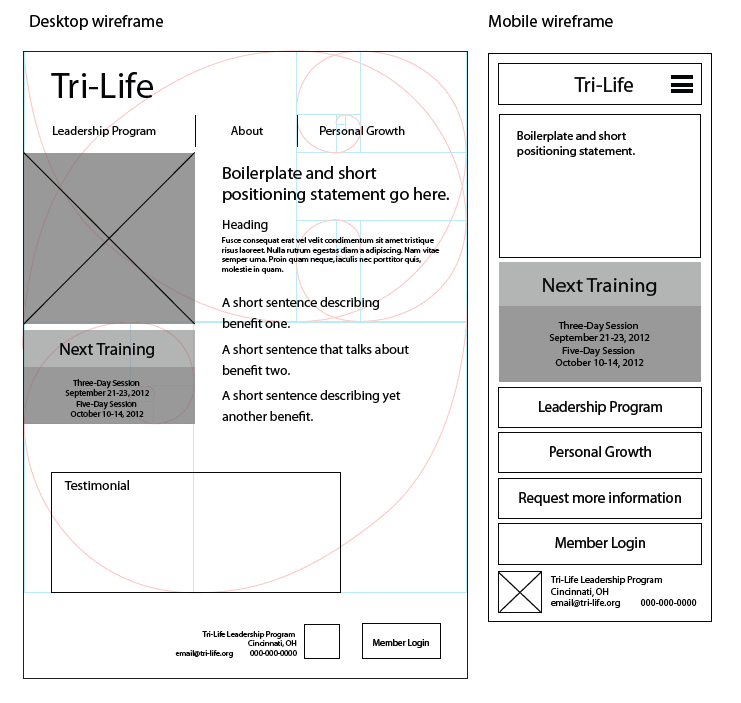 Desktop wireframe
Tri-Life
Leadership Program
About
Personal Growth
Boilerplate and short
positioning statement go here.
Heading
Fusce consequat erat vel velit condimentum sit amet tristique
risus laoreet. Nulla rutrum egestas diam a adipiscing. Nam vitae
semper urna. Proin quam neque, iaculis nec porttitor quis,
molestie in quam.
A short sentence describing
benefit one.
A short sentence that talks about
benefit two.
A short sentence describing yet
another benefit.
Next Training
Three-Day Session
September 21-23, 2012
Five-Day Session
October 10-14, 2012
Testimonial
Tri-Life Leadership Program
Cincinnati, OH
email@tri-life.org 000-000-0000
Member Login
Mobile wireframe
Tri-Life
Boilerplate and short
positioning statement.
Next Training
Three-Day Session
September 21-23, 2012
Five-Day Session
October 10-14, 2012
Leadership Program
Personal Growth
Request more information
Member Login
Tri-Life Leadership Program
Cincinnati, OH
email@tri-life.org 000-000-0000